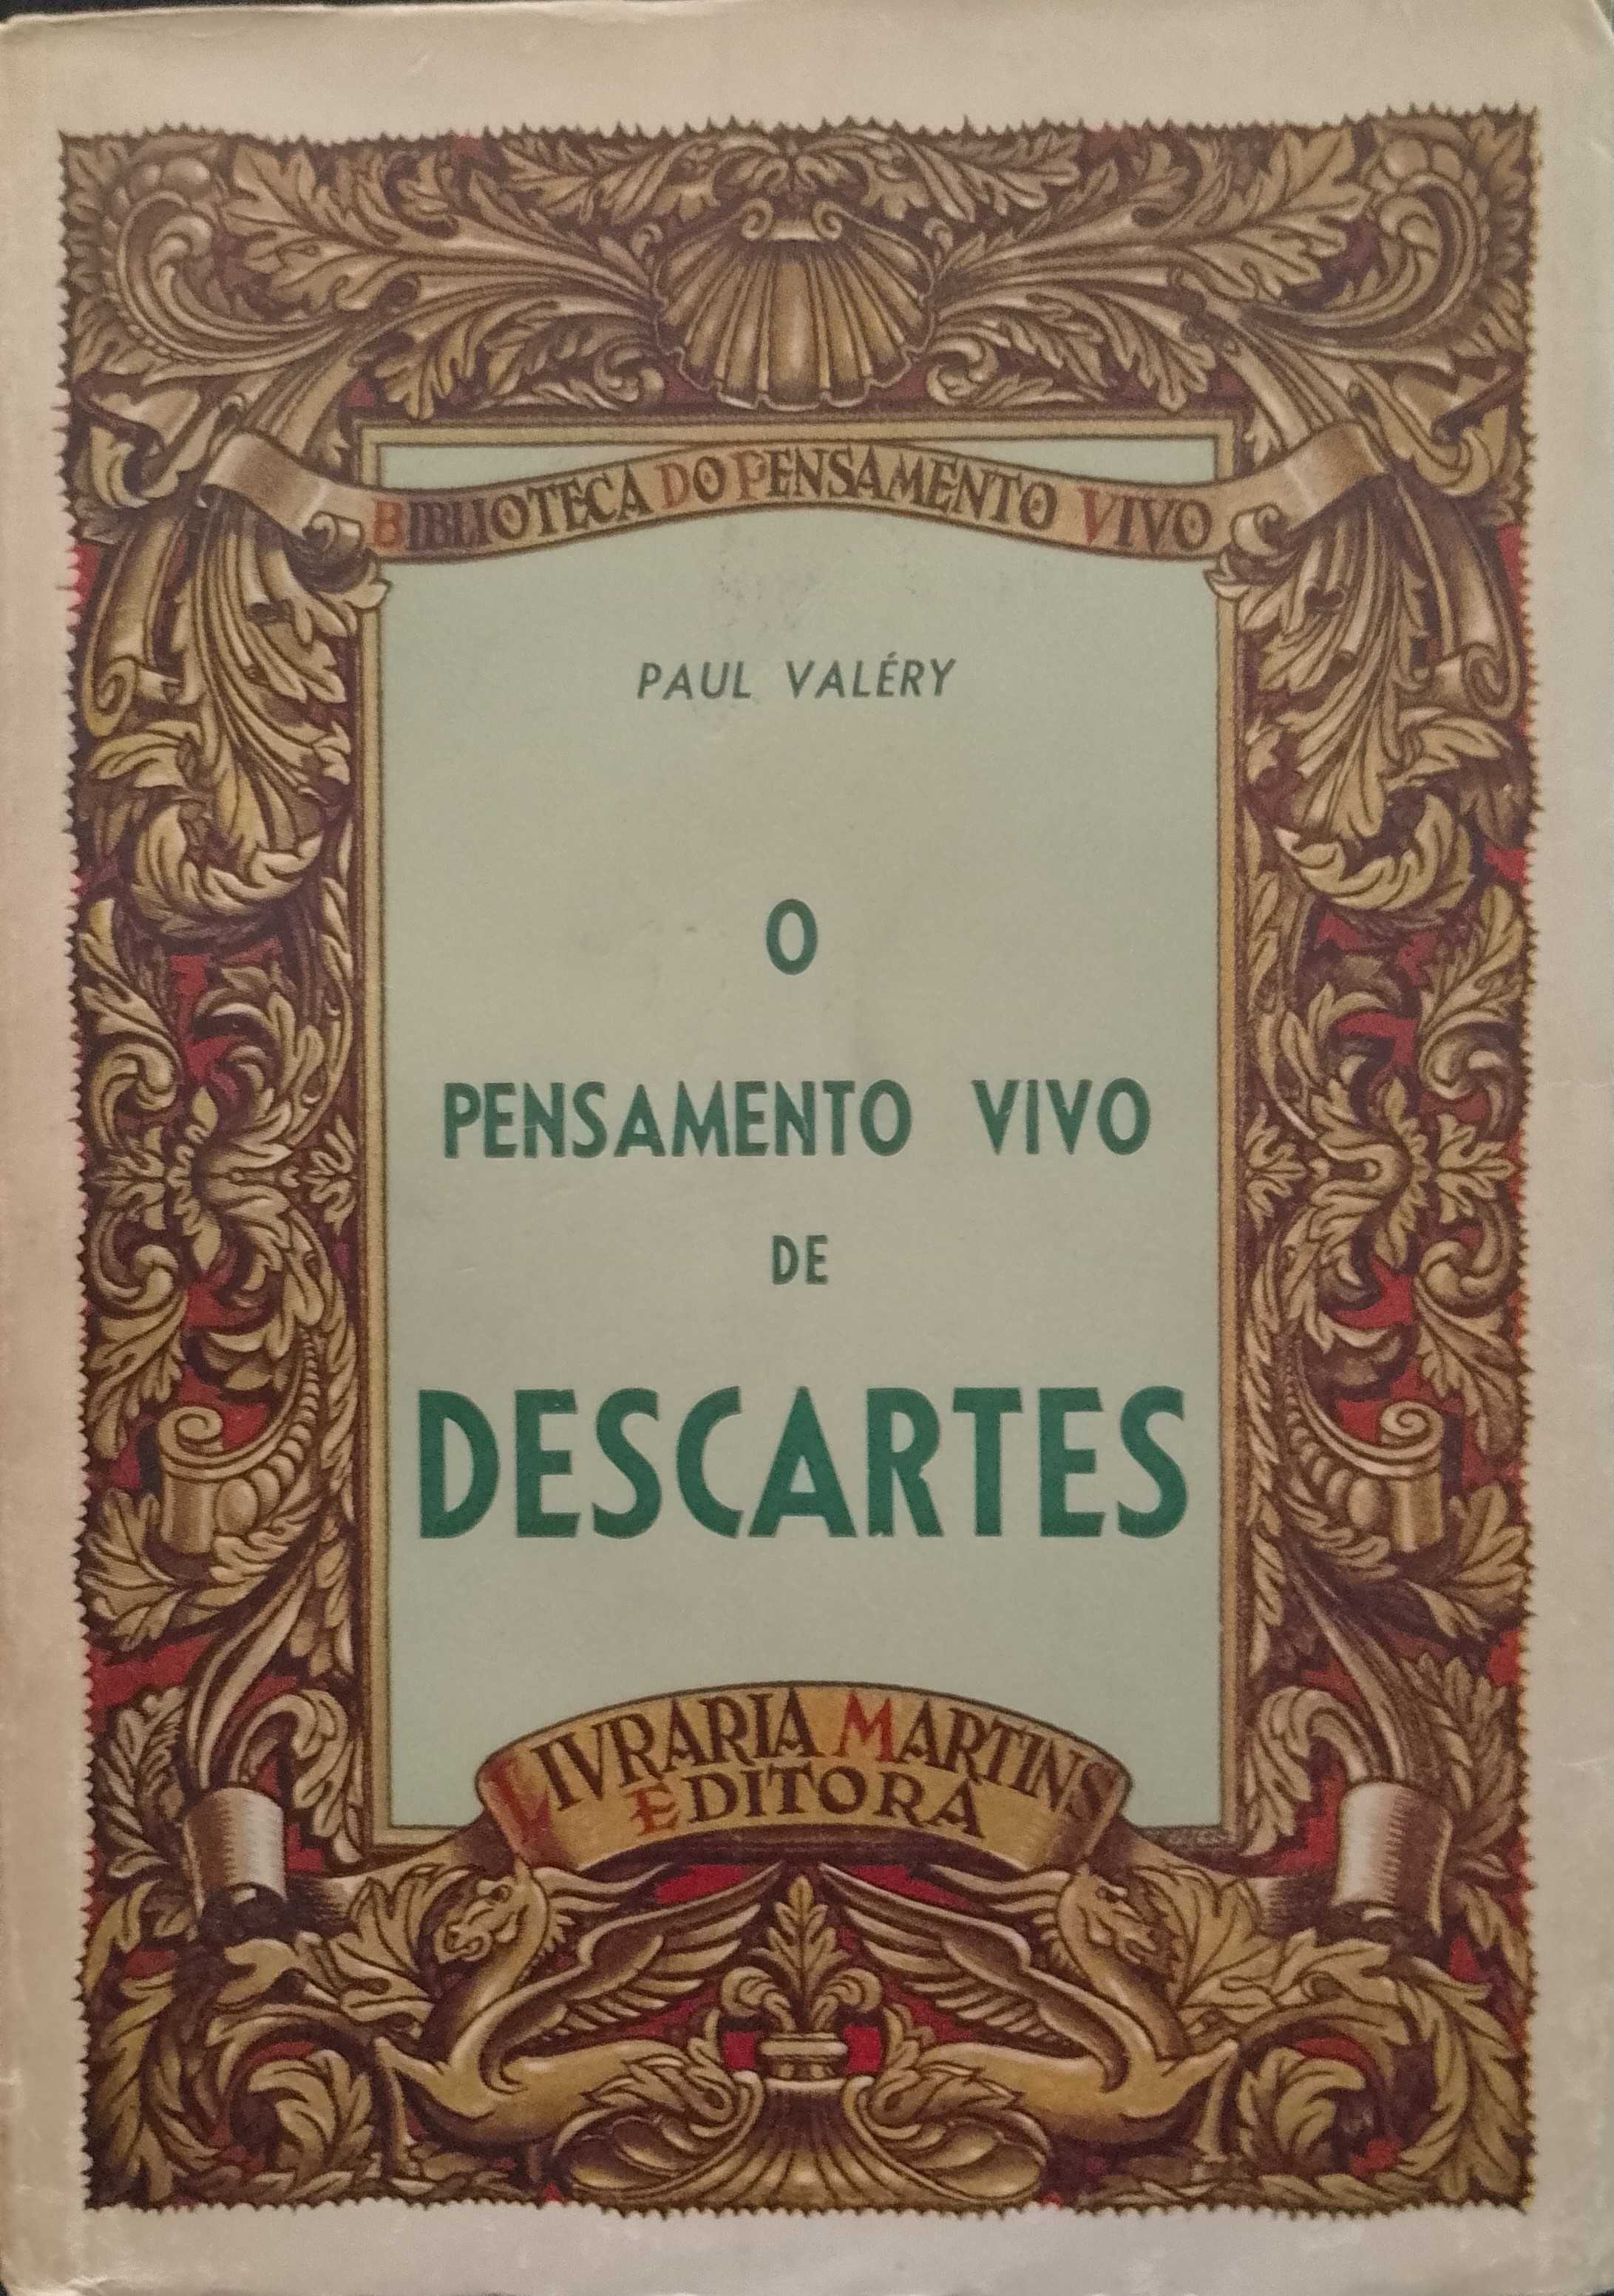 BIBLIOTECA DO PENSAMENTO VIVO
PAUL VALÉRY
O
PENSAMENTO VIVO
DE
DESCARTES
LIVRARIA MARTINS
EDITORA